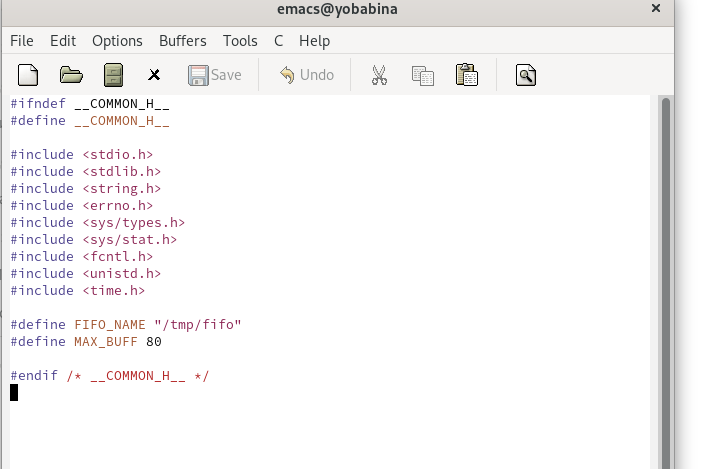 emacs@yobabina
File Edit Options Buffers Tools C Help
Save Undo
#ifndef __COMMON_H__
#define __COMMON_H__

#include <stdio.h>
#include <stdlib.h>
#include <string.h>
#include <errno.h>
#include <sys/types.h>
#include <sys/stat.h>
#include <fcntl.h>
#include <unistd.h>
#include <time.h>

#define FIFO_NAME "/tmp/fifo"
#define MAX_BUFF 80

#endif /* __COMMON_H__ */